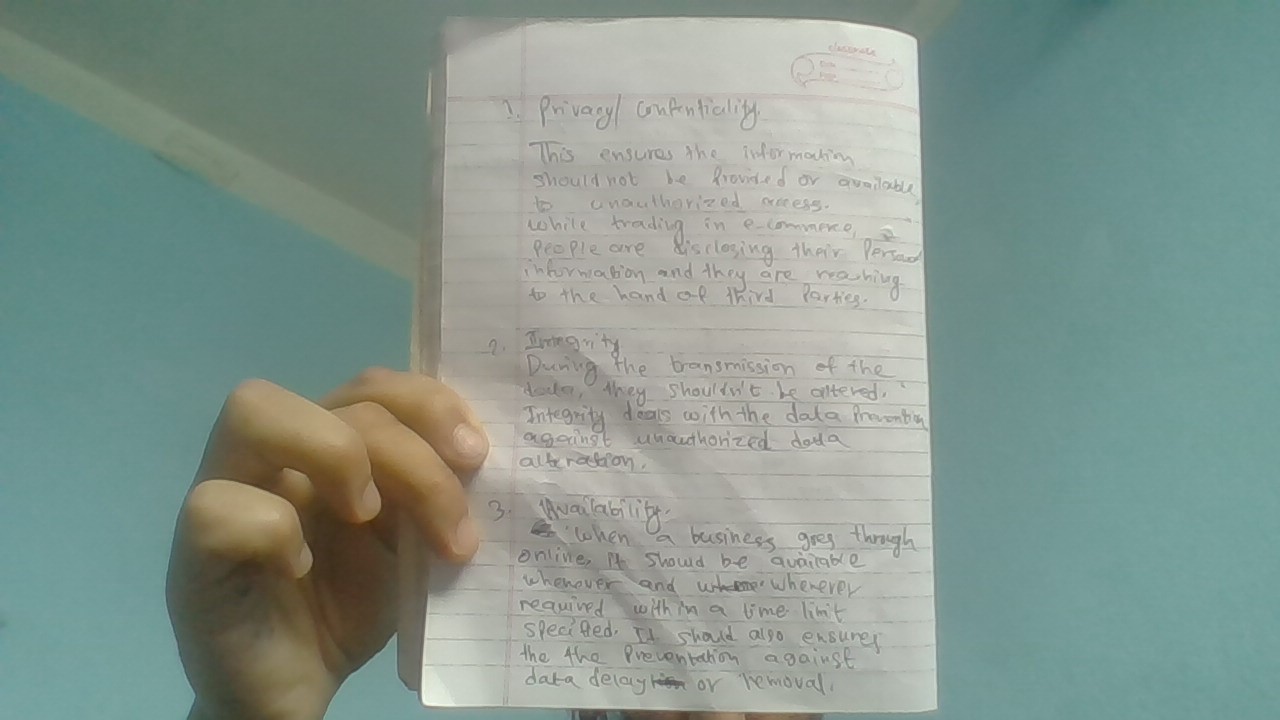 classmate
Date
Page
1. Privacy/ Confentiality.
This ensures the information
should not be Provided or available,
to unauthorized access.
while trading in e-commerce,
People are disclosing their Personal
information and they are reaching
to the hand of third Parties.
2. Integrity
During the transmission of the
data, they shouldn't be altered.
Integrity deals with the data Prevention
against unauthorized data
alteration.
3. Availability.
When a business goes through
online, it should be available
whenever and whenever
required within a time limit
specified. It should also ensures
the the Preventation against
data delay or removal.